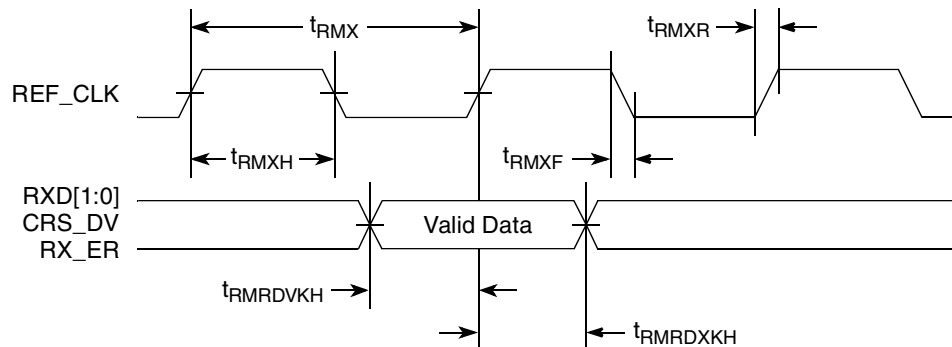 tRMX
tRMXR
REF_CLK
tRMXH
tRMXF
RXD[1:0]
CRS_DV
Valid Data
RX_ER
tRMRDVKH
tRMRDXKH